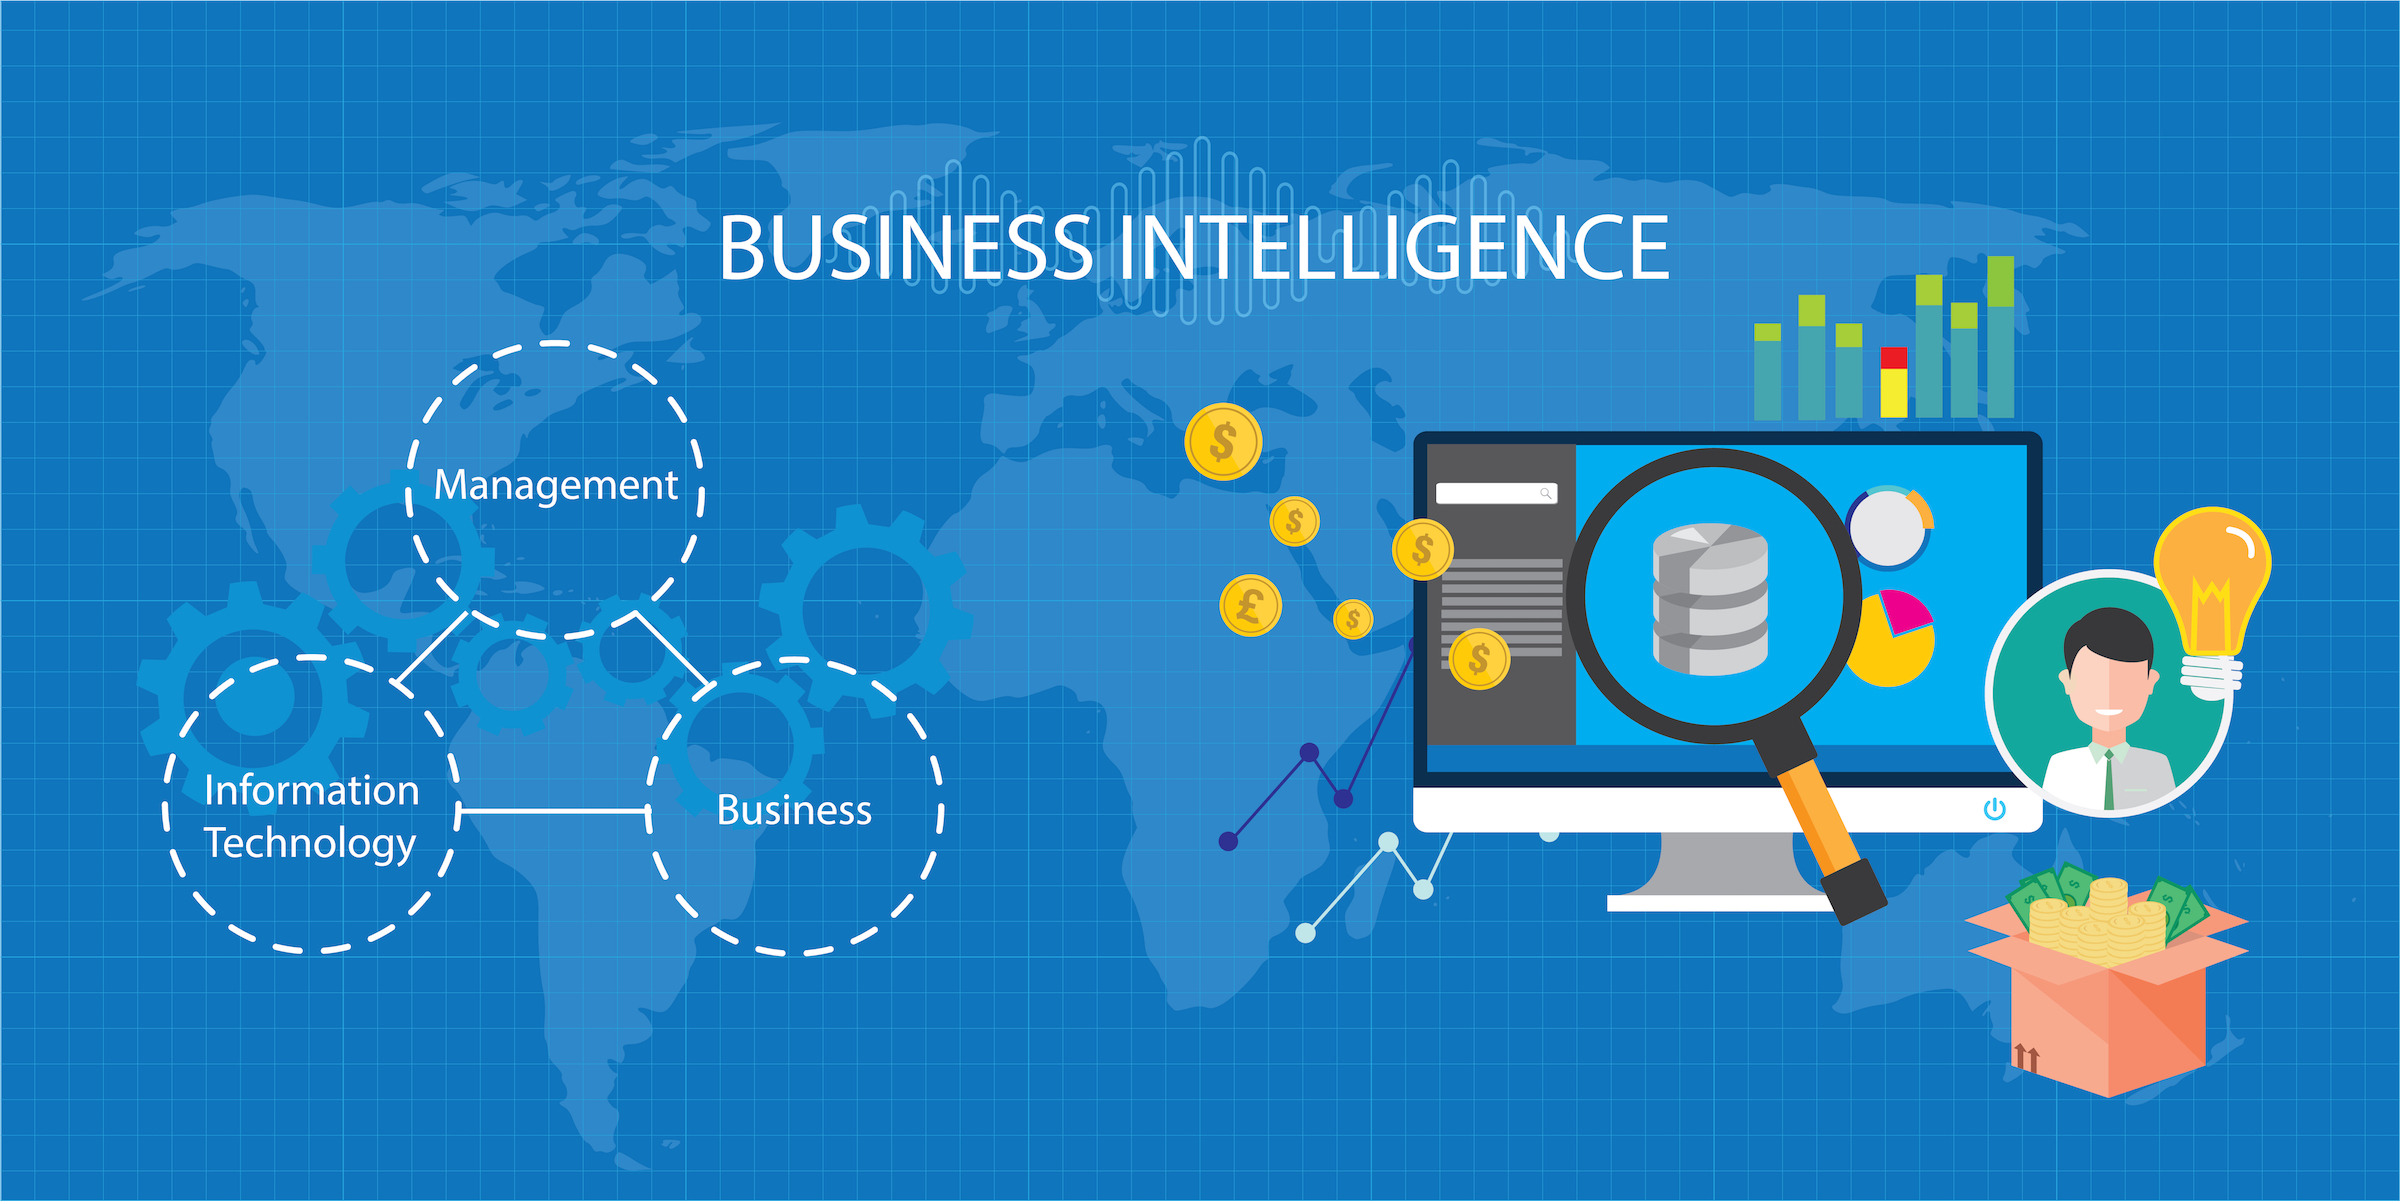 BUSINESS INTELLIGENCE
Management
Information
Technology
Business
$
$
$
£
$
$
$
$
$
$